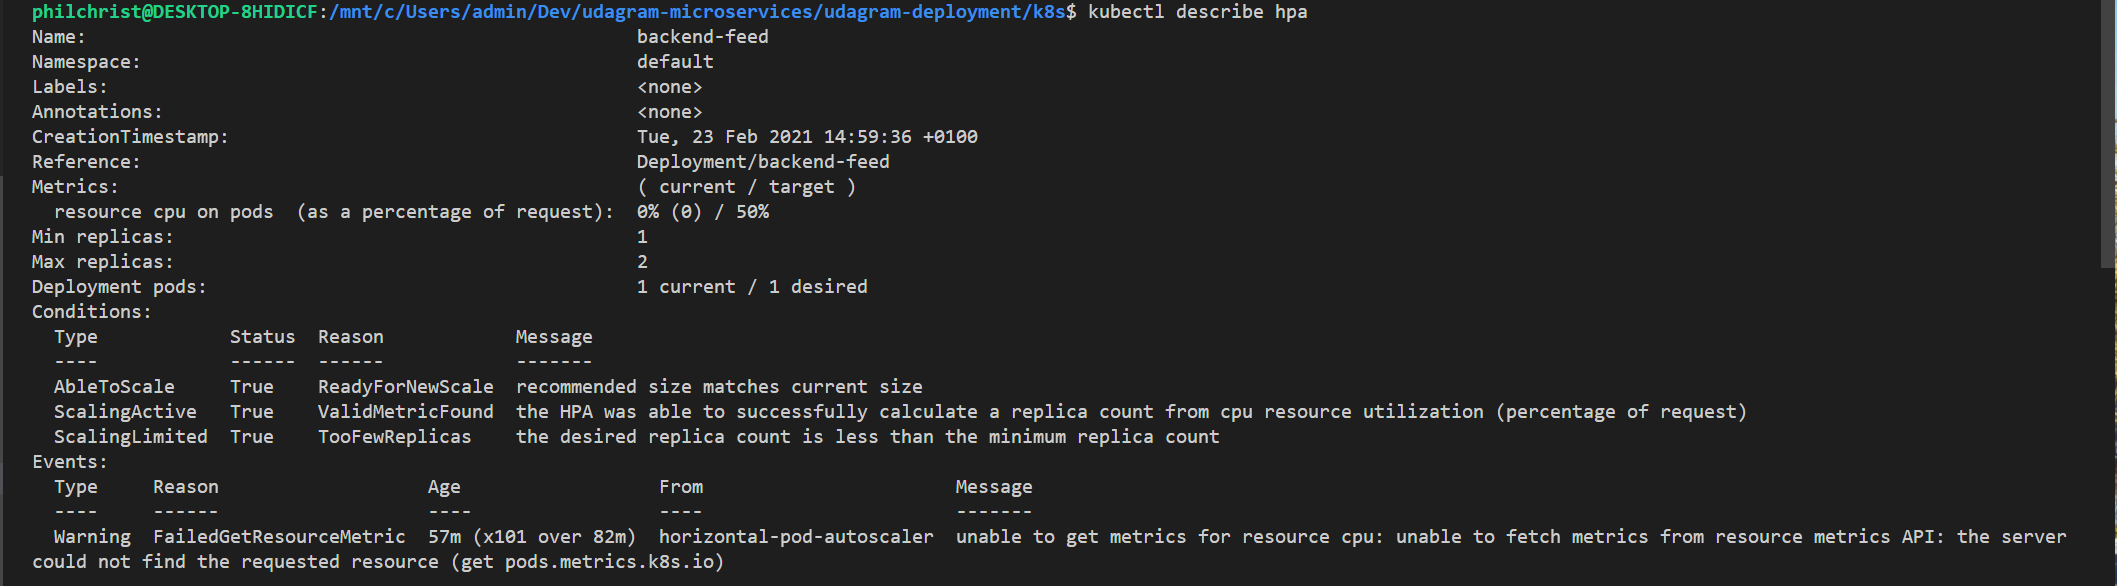 philchrist@DESKTOP-8HIDICF:/mnt/c/Users/admin/Dev/udagram-microservices/udagram-deployment/k8s$ kubectl describe hpa
Name: backend-feed
Namespace: default
Labels: <none>
Annotations: <none>
CreationTimestamp: Tue, 23 Feb 2021 14:59:36 +0100
Reference: Deployment/backend-feed
Metrics: ( current / target )
  resource cpu on pods  (as a percentage of request):  0% (0) / 50%
Min replicas: 1
Max replicas: 2
Deployment pods: 1 current / 1 desired
Conditions:
  Type            Status  Reason            Message
  ----            ------  ------            -------
  AbleToScale     True    ReadyForNewScale  recommended size matches current size
  ScalingActive   True    ValidMetricFound  the HPA was able to successfully calculate a replica count from cpu resource utilization (percentage of request)
  ScalingLimited  True    TooFewReplicas    the desired replica count is less than the minimum replica count
Events:
  Type     Reason                   Age                  From                       Message
  ----     ------                   ----                 ----                       -------
  Warning  FailedGetResourceMetric  57m (x101 over 82m)  horizontal-pod-autoscaler  unable to get metrics for resource cpu: unable to fetch metrics from resource metrics API: the server
could not find the requested resource (get pods.metrics.k8s.io)